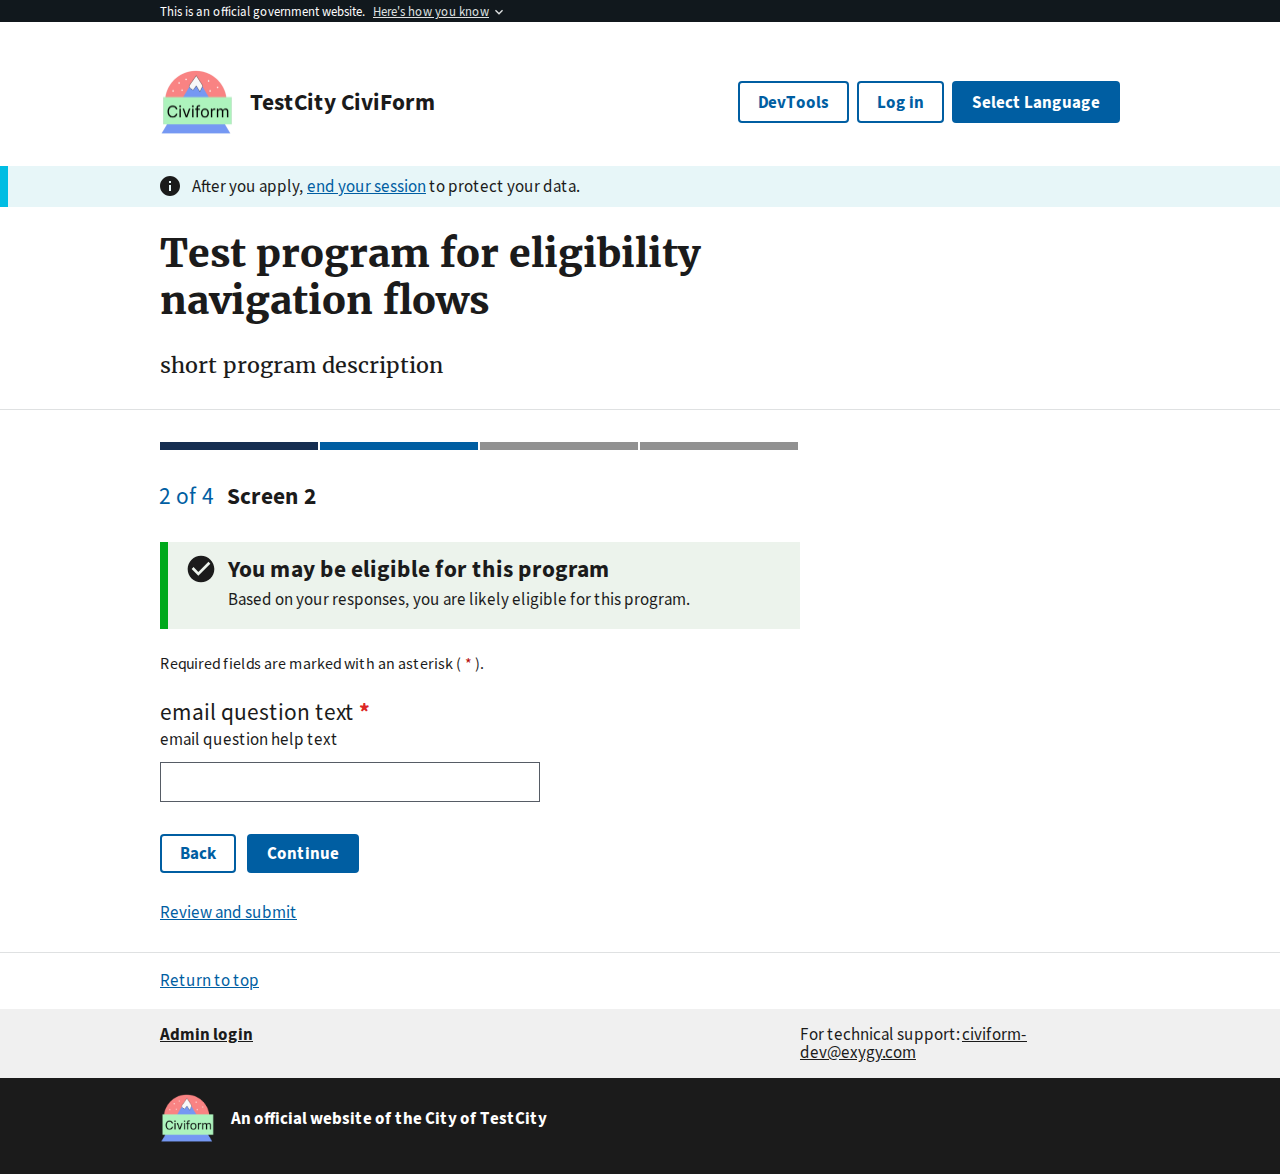 This is an official government website. Here's how you know
Civiform
TestCity CiviForm
DevTools
Log in
Select Language
After you apply, end your session to protect your data.
Test program for eligibility
navigation flows
short program description
2 of 4 Screen 2
You may be eligible for this program
Based on your responses, you are likely eligible for this program.
Required fields are marked with an asterisk ( * ).
email question text *
email question help text
Back
Continue
Review and submit
Return to top
Admin login
For technical support: civiform-
dev@exygy.com
Civiform
An official website of the City of TestCity